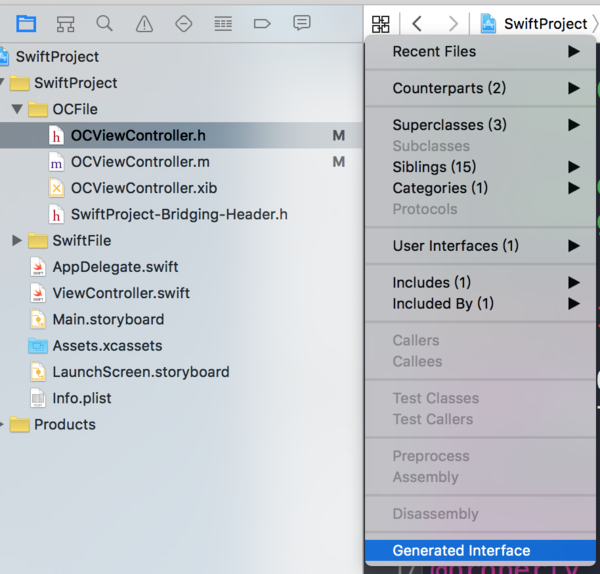 SwiftProject
SwiftProject
SwiftProject
OCFile
OCViewController.h M
OCViewController.m M
OCViewController.xib
SwiftProject-Bridging-Header.h
SwiftFile
AppDelegate.swift
ViewController.swift
Main.storyboard
Assets.xcassets
LaunchScreen.storyboard
Info.plist
Products
Recent Files
Counterparts (2)
Superclasses (3)
Subclasses
Siblings (15)
Categories (1)
Protocols
User Interfaces (1)
Includes (1)
Included By (1)
Callers
Callees
Test Classes
Test Callers
Preprocess
Assembly
Disassembly
Generated Interface